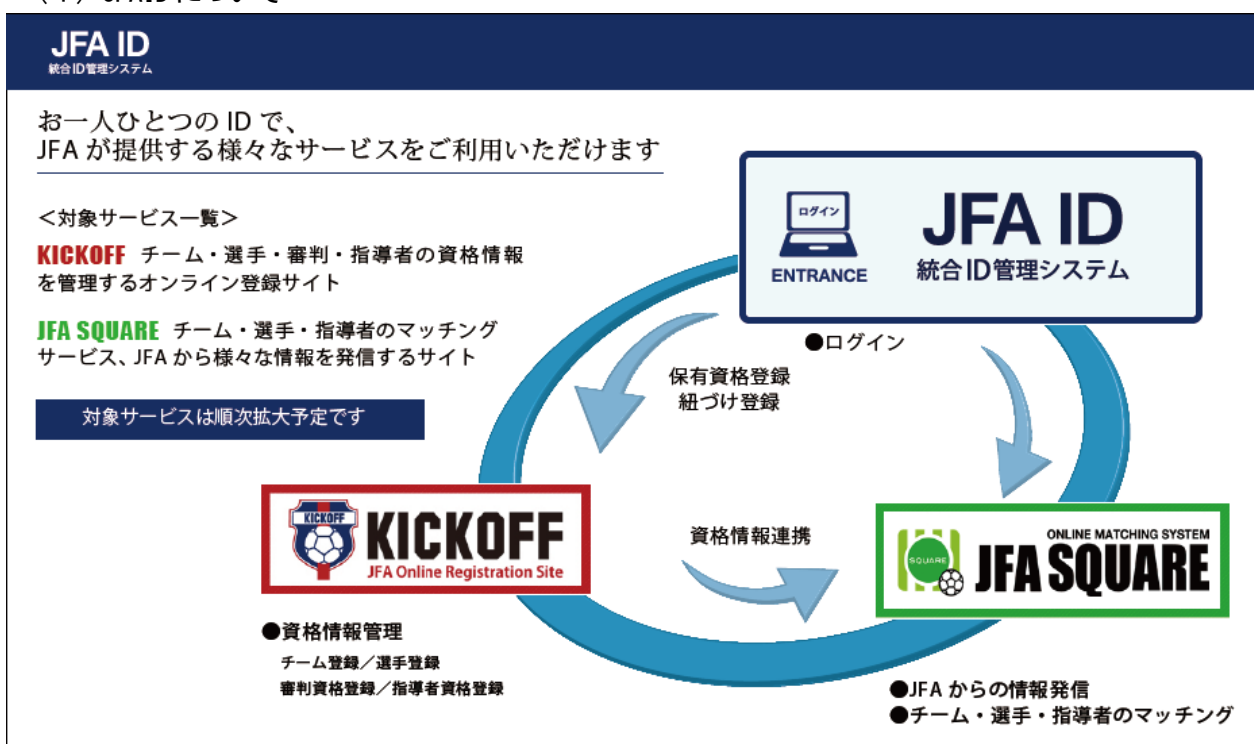 JFA ID
統合ID管理システム
お一人ひとつの ID で、
JFA が提供する様々なサービスをご利用いただけます
＜対象サービス一覧＞
KICKOFF チーム・選手・審判・指導者の資格情報
を管理するオンライン登録サイト
JFA SQUARE チーム・選手・指導者のマッチング
サービス、JFA から様々な情報を発信するサイト
対象サービスは順次拡大予定です
ログイン
ENTRANCE
JFA ID
統合ID管理システム
●ログイン
保有資格登録
紐づけ登録
KICKOFF
KICKOFF
JFA Online Registration Site
資格情報連携
SQUARE
ONLINE MATCHING SYSTEM
JFA SQUARE
●資格情報管理
チーム登録／選手登録
審判資格登録／指導者資格登録
●JFA からの情報発信
●チーム・選手・指導者のマッチング